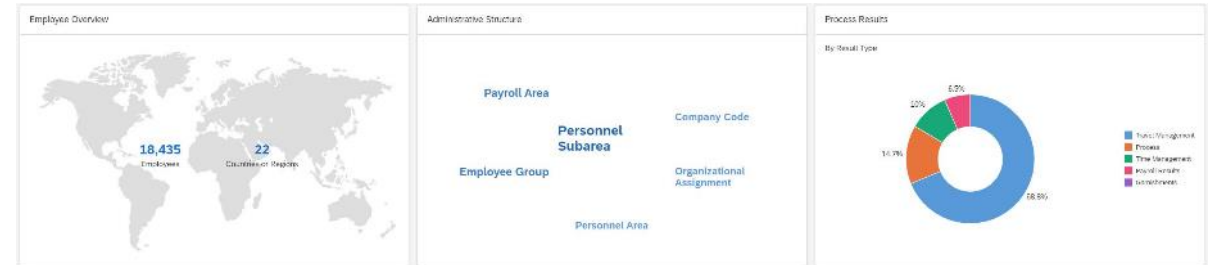 Employee Overview
18,435
Employees
22
Countries or Regions
Administrative Structure
Payroll Area
Company Code
Personnel
Subarea
Employee Group
Organizational
Assignment
Personnel Area
Process Results
By Result Type
6.5%
10%
14.7%
68.8%
Travel Management
Process
Time Management
Payroll Results
Garnishments